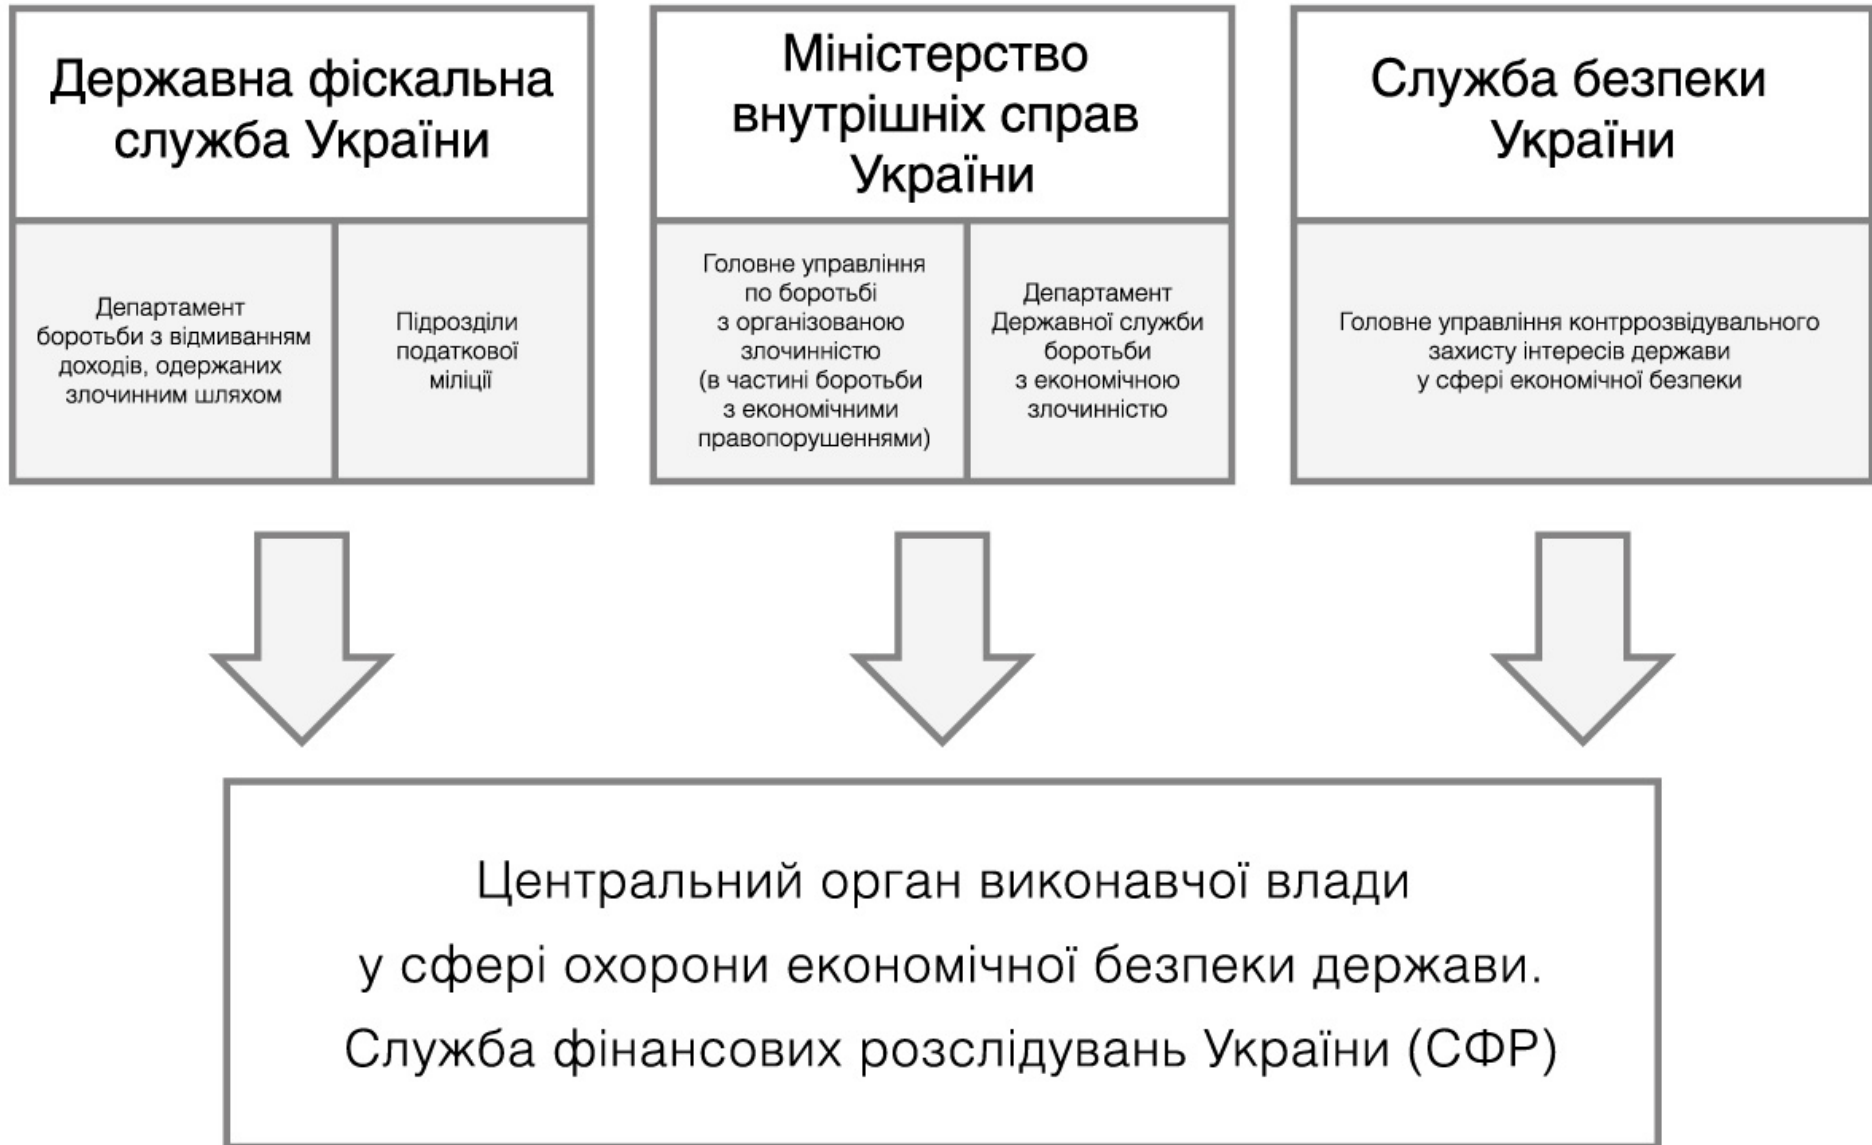 Державна фіскальна
служба України
Міністерство
внутрішніх справ
України
Служба безпеки
України
Департамент
боротьби з відмиванням
доходів, одержаних
злочинним шляхом
Підрозділи
податкової
міліції
Головне управління
по боротьбі
з організованою
злочинністю
(в частині боротьби
з економічними
правопорушеннями)
Департамент
Державної служби
боротьби
з економічною
злочинністю
Головне управління контррозвідувального
захисту інтересів держави
у сфері економічної безпеки
Центральний орган виконавчої влади
у сфері охорони економічної безпеки держави.
Служба фінансових розслідувань України (СФР)